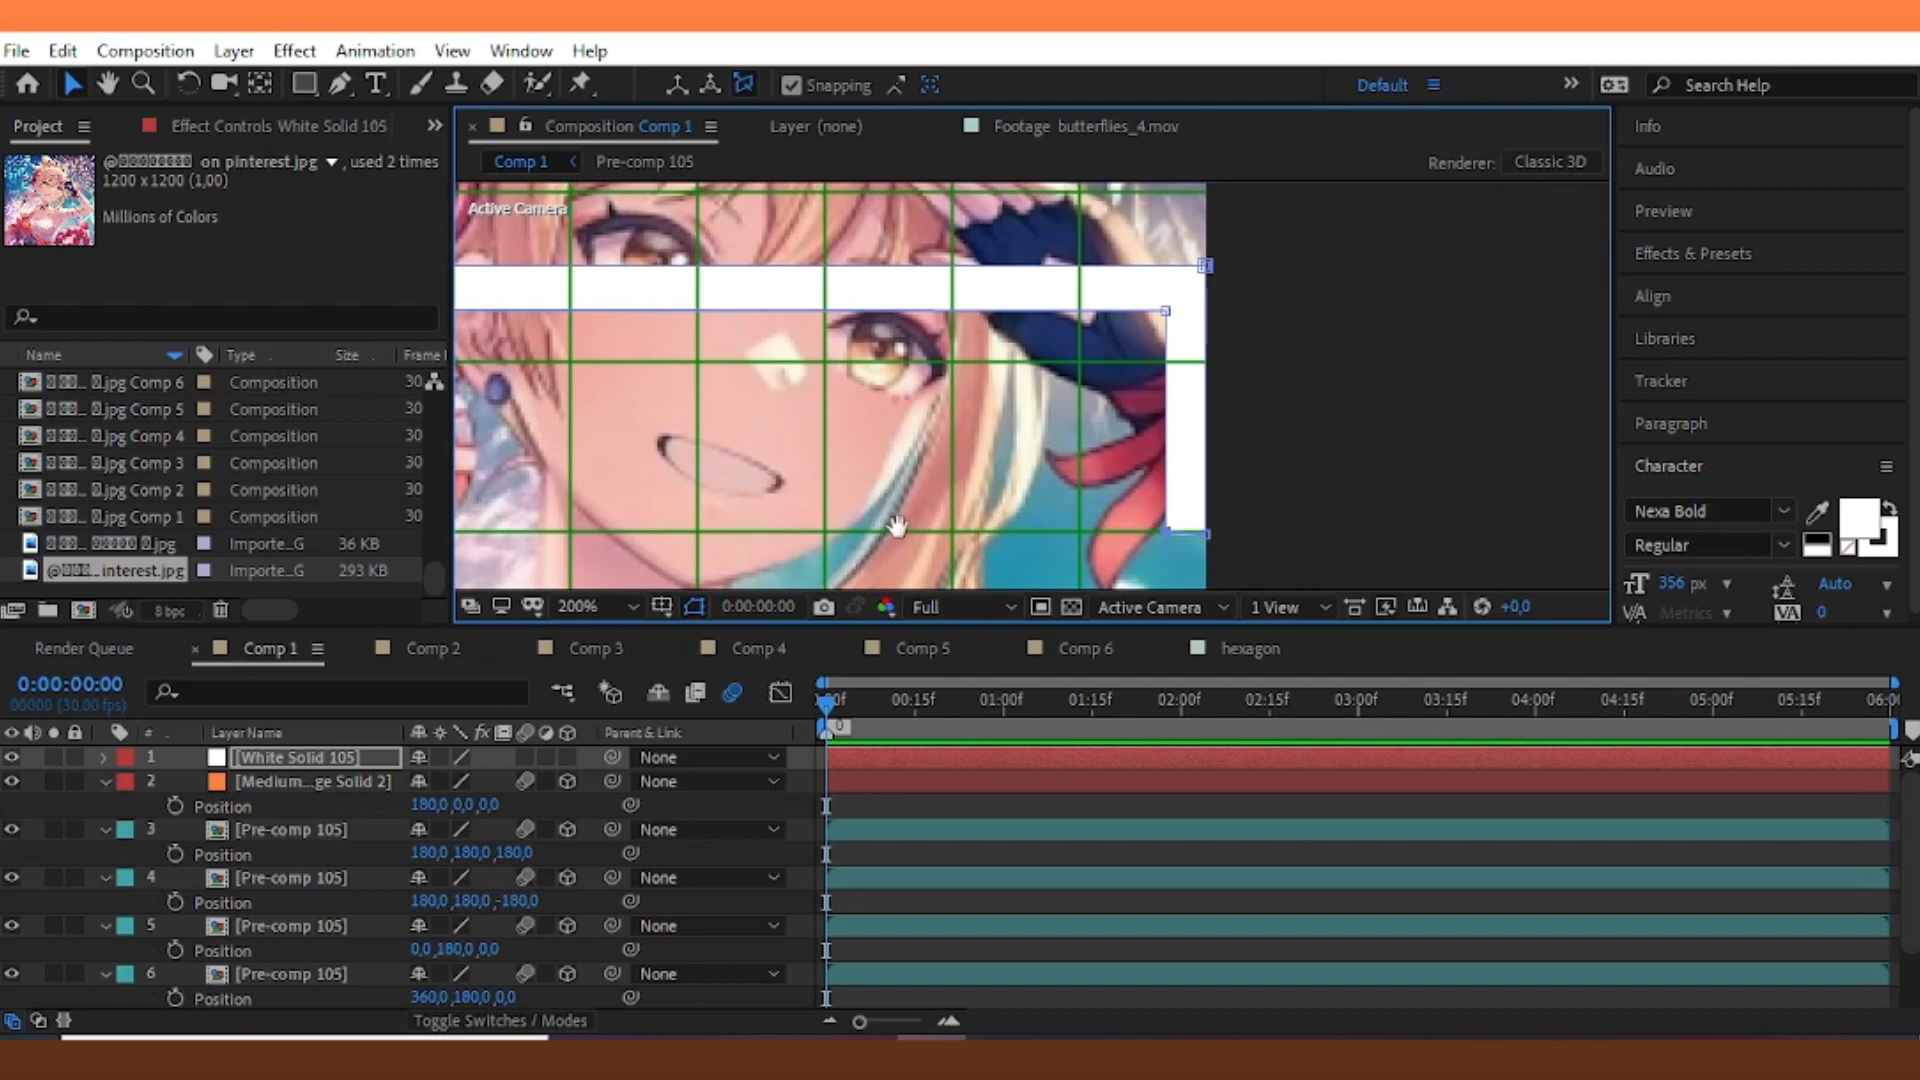 File Edit Composition Layer Effect Animation View Window Help
Snapping Default Search Help
Project Effect Controls White Solid 105
on pinterest.jpg , used 2 times
1200 x 1200 (1,00)
Millions of Colors
Name Type Size Frame
.jpg Comp 6 Composition 30
.jpg Comp 5 Composition 30
.jpg Comp 4 Composition 30
.jpg Comp 3 Composition 30
.jpg Comp 2 Composition 30
.jpg Comp 1 Composition 30
.jpg Importe...G 36 KB
...interest.jpg Importe...G 293 KB
8 bpc
Composition Comp 1 Layer (none) Footage butterflies_4.mov
Comp 1 Pre-comp 105 Renderer: Classic 3D
Active Camera
200% 0:00:00:00 Full Active Camera 1 View +0,0
Info
Audio
Preview
Effects & Presets
Align
Libraries
Tracker
Paragraph
Character
Nexa Bold
Regular
356 px Auto
Metrics 0
Render Queue Comp 1 Comp 2 Comp 3 Comp 4 Comp 5 Comp 6 hexagon
0:00:00:00
00000 (30.00 fps)
00f 00:15f 01:00f 01:15f 02:00f 02:15f 03:00f 03:15f 04:00f 04:15f 05:00f 05:15f 06:00
# Layer Name Parent & Link
1 [White Solid 105] None
2 [Medium...ge Solid 2] None
Position 180,0,0,0,0,0
3 [Pre-comp 105] None
Position 180,0,180,0,180,0
4 [Pre-comp 105] None
Position 180,0,180,0,-180,0
5 [Pre-comp 105] None
Position 0,0,180,0,0,0
6 [Pre-comp 105] None
Position 360,0,180,0,0,0
Toggle Switches / Modes